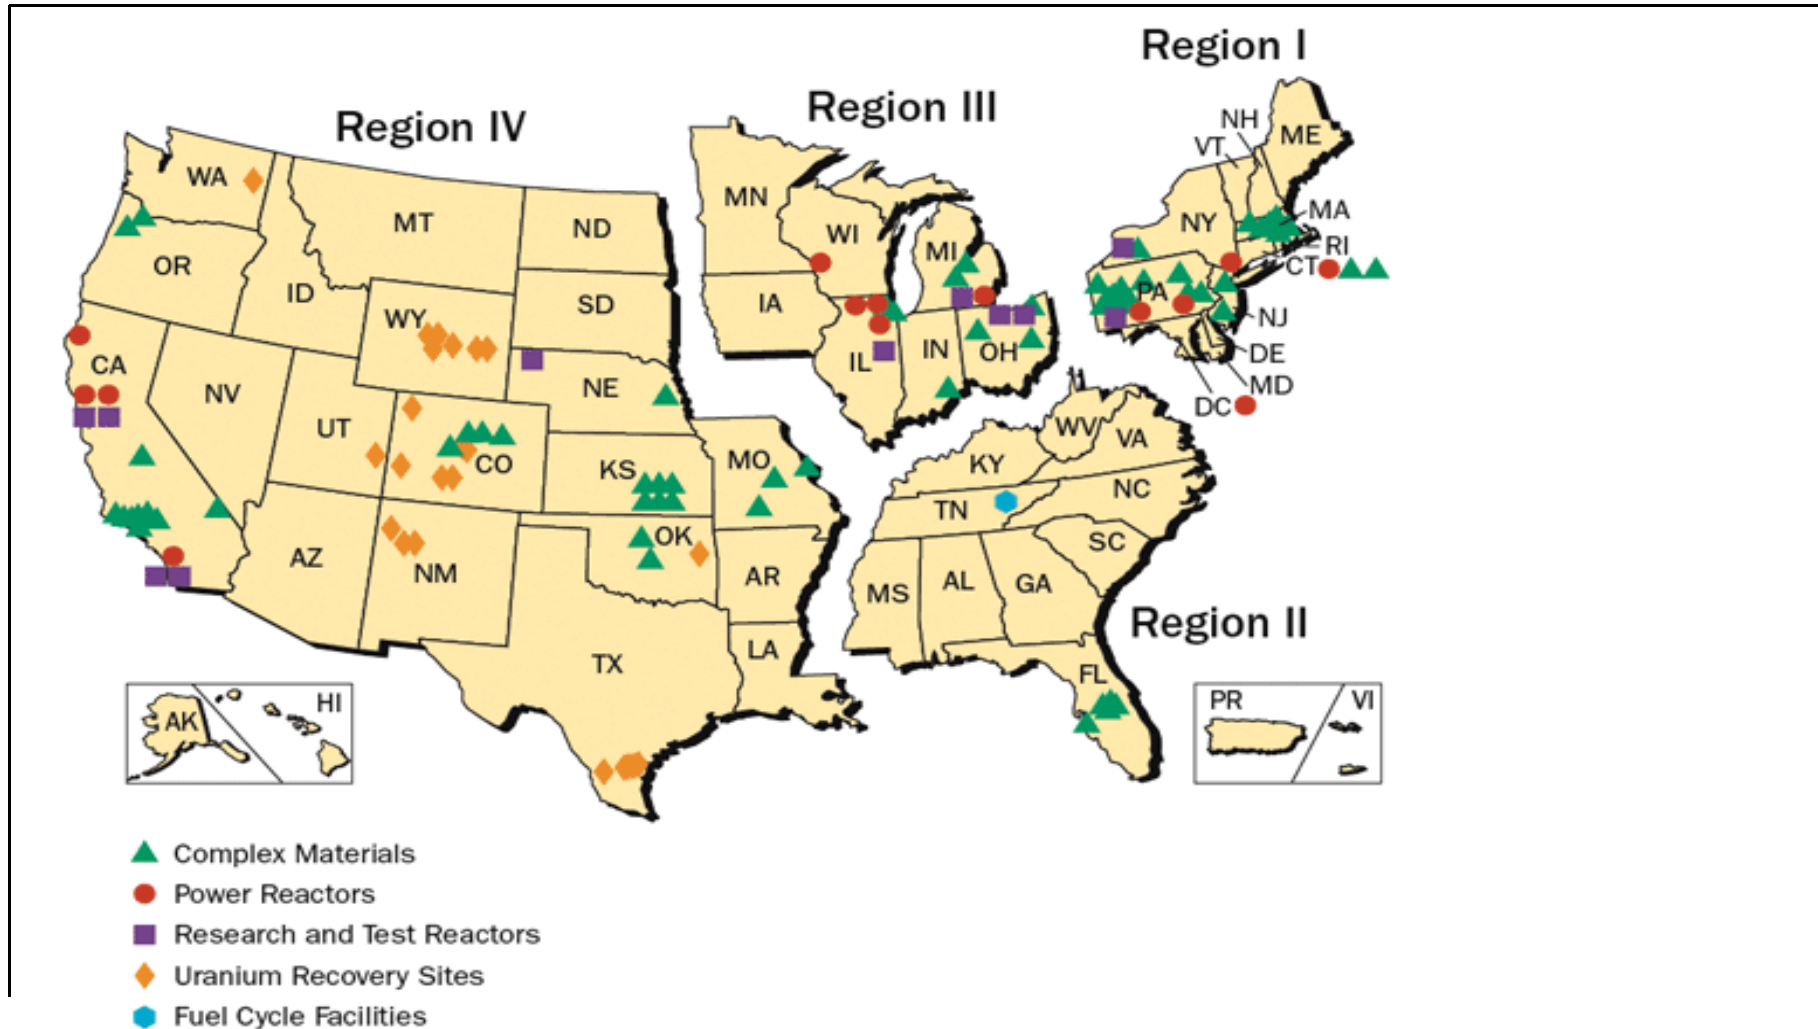 Region I
Region III
Region IV
NH
ME
VT
WA
MN
MT
ND
WI
NY
MA
MI
RI
OR
CT
ID
SD
IA
PA
WY
NJ
CA
IL
IN
OH
DE
NV
NE
MD
DC
UT
WV
VA
CO
KS
MO
KY
NC
TN
OK
SC
AZ
NM
AR
MS
AL
GA
Region II
TX
LA
FL
AK
HI
PR
VI
Complex Materials
Power Reactors
Research and Test Reactors
Uranium Recovery Sites
Fuel Cycle Facilities